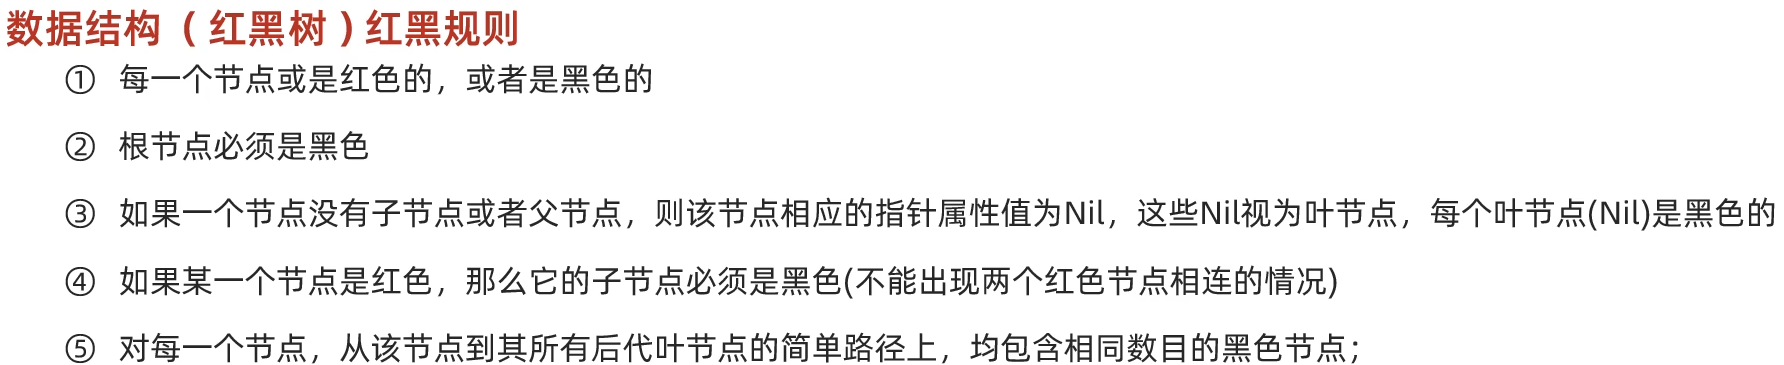 数据结构（红黑树）红黑规则
① 每一个节点或是红色的，或者是黑色的
② 根节点必须是黑色
③ 如果一个节点没有子节点或者父节点，则该节点相应的指针属性值为Nil，这些Nil视为叶节点，每个叶节点(Nil)是黑色的
④ 如果某一个节点是红色，那么它的子节点必须是黑色(不能出现两个红色节点相连的情况)
⑤ 对每一个节点，从该节点到其所有后代叶节点的简单路径上，均包含相同数目的黑色节点；